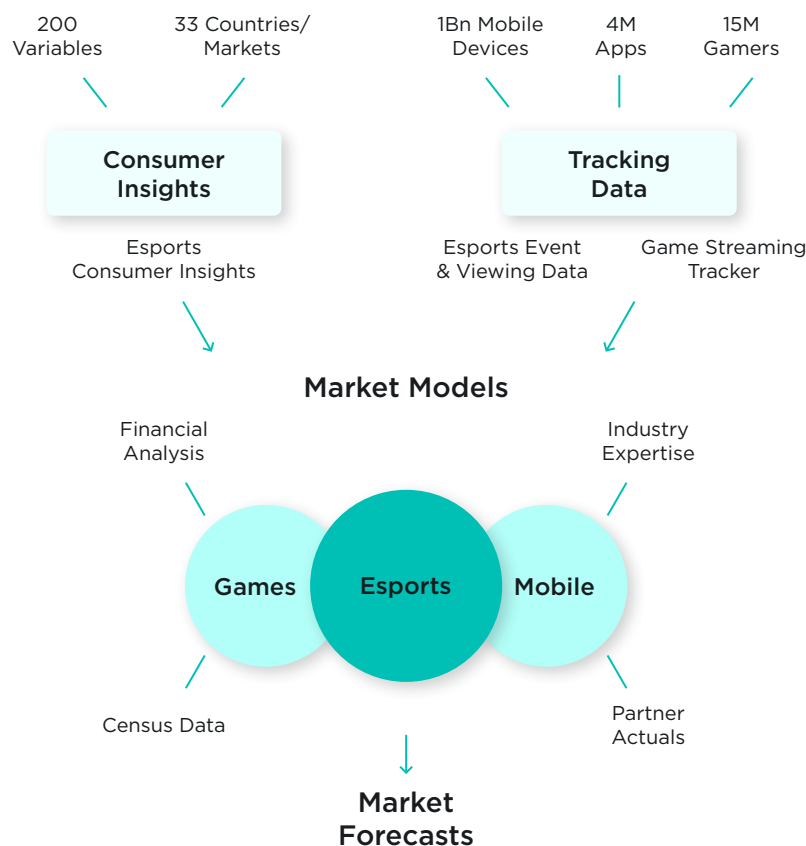 200
Variables
33 Countries/
Markets
1Bn Mobile
Devices
4M
Apps
15M
Gamers
Consumer
Insights
Tracking
Data
Esports
Consumer Insights
Esports Event
& Viewing Data
Game Streaming
Tracker
Market Models
Financial
Analysis
Industry
Expertise
Games
Esports
Mobile
Census Data
Partner
Actuals
Market
Forecasts